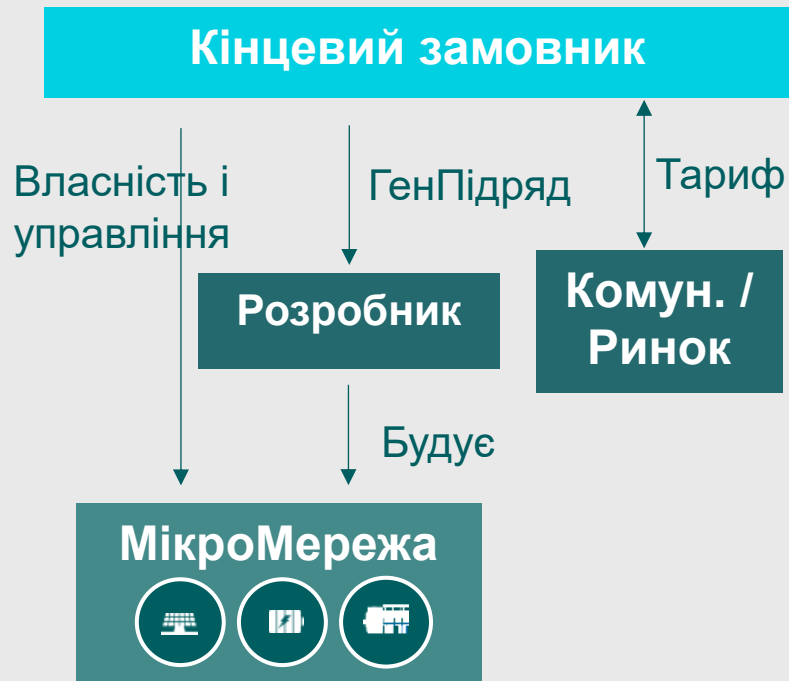 Кінцевий замовник
Власність і
управління
ГенПідряд
Тариф
Розробник
Комун. /
Ринок
Будує
МікроМережа